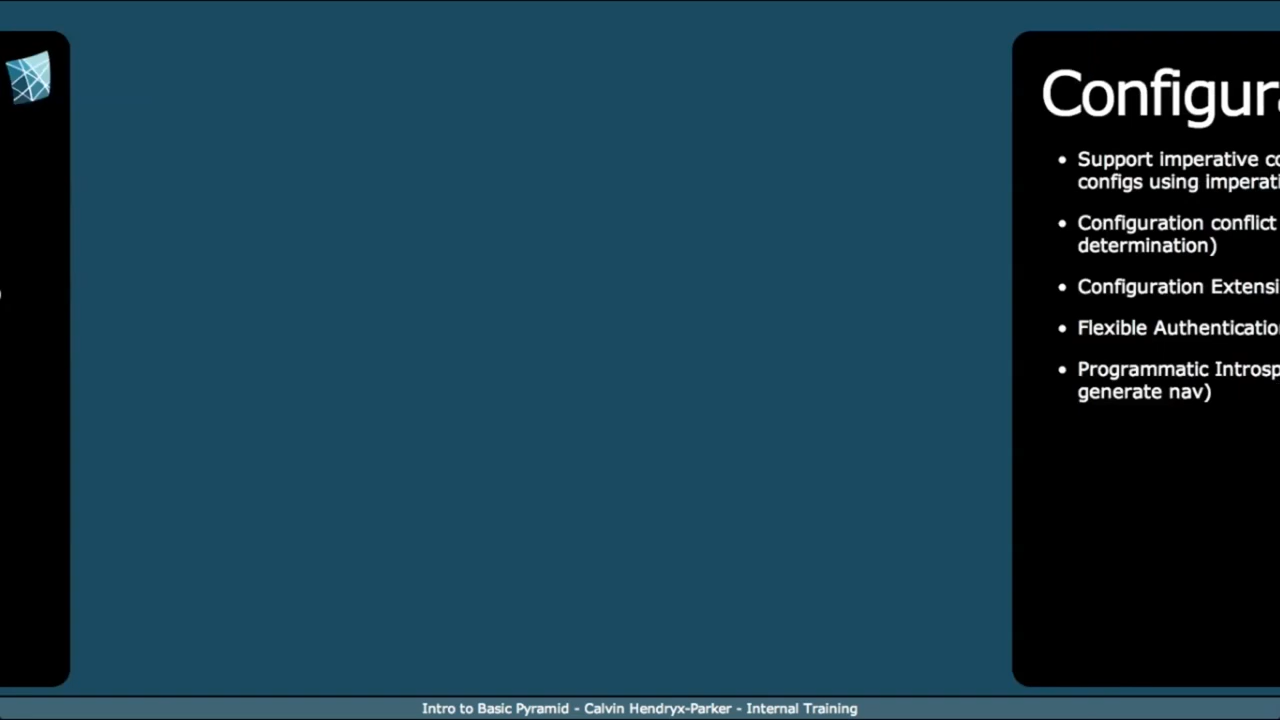 Configura
• Support imperative co
configs using imperati
• Configuration conflict
determination)
• Configuration Extensi
• Flexible Authenticatio
• Programmatic Introsp
generate nav)
Intro to Basic Pyramid - Calvin Hendryx-Parker - Internal Training